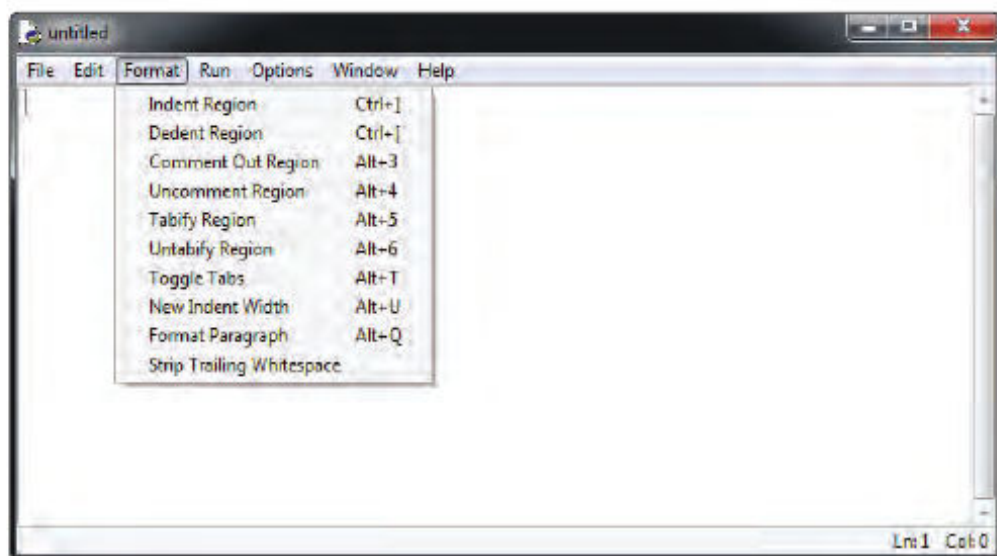 untitled
File Edit Format Run Options Window Help
Indent Region Ctrl+]
Dedent Region Ctrl+[
Comment Out Region Alt+3
Uncomment Region Alt+4
Tabify Region Alt+5
Untabify Region Alt+6
Toggle Tabs Alt+T
New Indent Width Alt+U
Format Paragraph Alt+Q
Strip Trailing Whitespace
Ln: 1 Col: 0